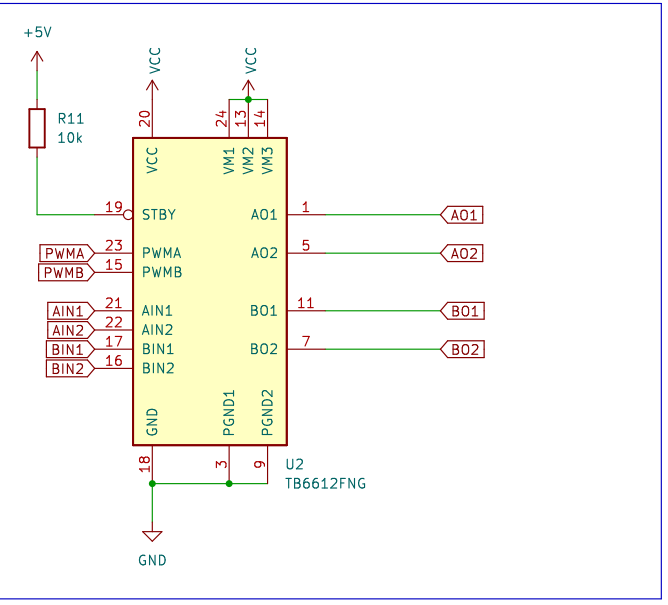 +5V
VCC
VCC
R11
10k
20
24
13
14
VCC
VM1
VM2
VM3
19
STBY
AO1
1
AO1
PWMA
23
PWMA
AO2
5
AO2
PWMB
15
PWMB
AIN1
21
AIN1
BO1
11
BO1
AIN2
22
AIN2
BIN1
17
BIN1
BO2
7
BO2
BIN2
16
BIN2
GND
PGND1
PGND2
18
3
9
U2
TB6612FNG
GND